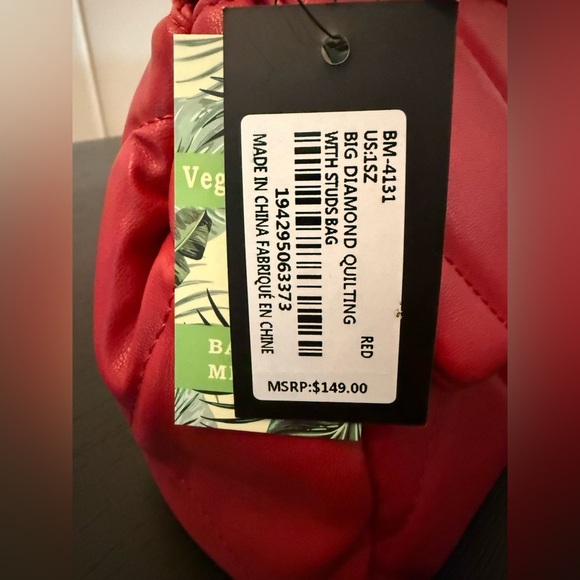 BM-4131
US:1SZ
BIG DIAMOND QUILTING
WITH STUDS BAG
RED
194295063373
MADE IN CHINA FABRIQUÉ EN CHINE
MSRP:$149.00
Veg
BA
M